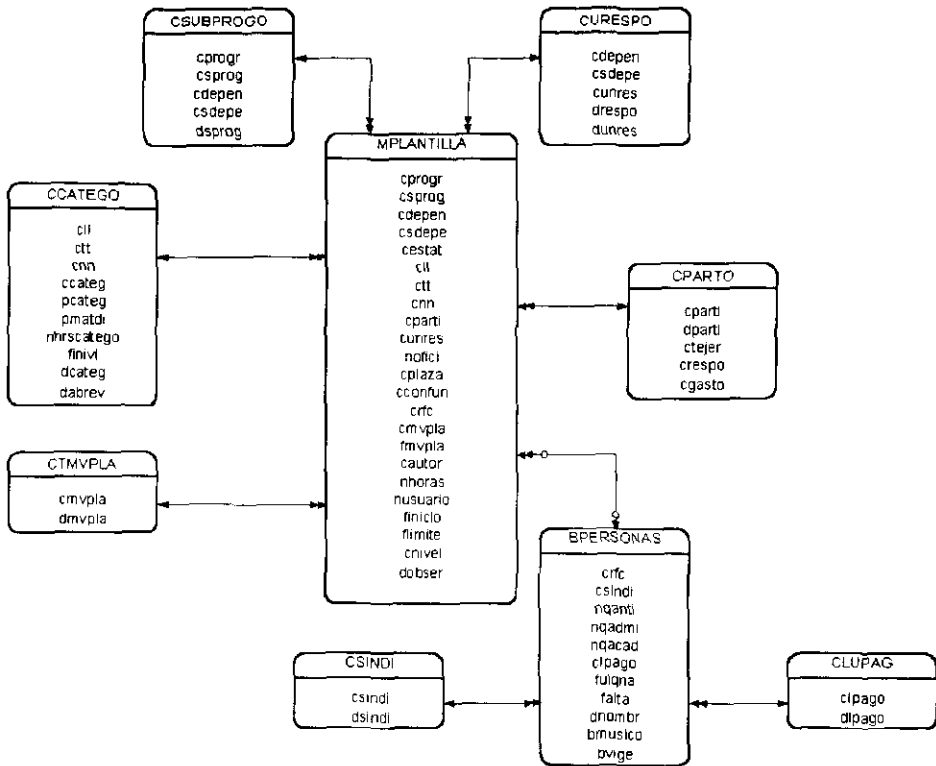 CSUBPROGO
cprogr
csprog
cdepen
csdepe
dsprog
CURESPO
cdepen
csdepe
cunres
drespo
dunres
MPLANTILLA
cprogr
csprog
cdepen
csdepe
cestat
cll
ctt
cnn
cparti
cunres
nofici
cplaza
cconfun
crfc
cmvpla
fmvpla
cautor
nhoras
nusuario
finicio
flimite
cnivel
dobser
CCATEGO
cll
ctt
cnn
ccateg
pcateg
pmatdi
nhrscatego
finivi
dcateg
dabrev
CPARTO
cparti
dparti
ctejer
crespo
cgasto
CTMVPLA
cmvpla
dmvpla
BPERSONAS
crfc
csindi
nqanti
nqadmi
nqacad
clpago
fulqna
falta
dnombr
bmusico
bvige
CSINDI
csindi
dsindi
CLUPAG
clpago
dlpago